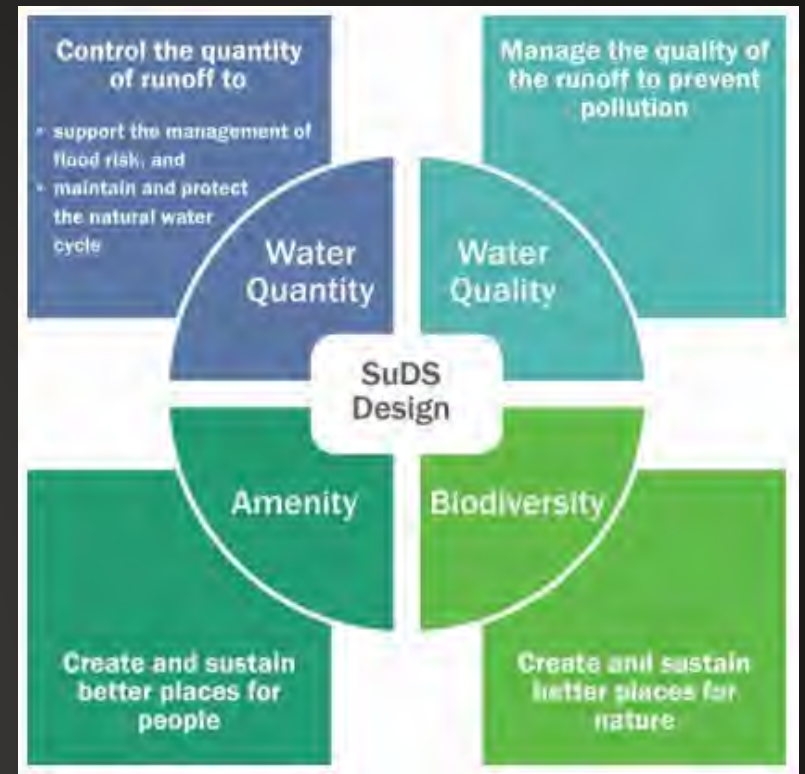 Control the quantity
of runoff to
• support the management of
flood risk, and
• maintain and protect
the natural water
cycle
Manage the quality of
the runoff to prevent
pollution
Water
Quantity
Water
Quality
SuDS
Design
Amenity
Biodiversity
Create and sustain
better places for
people
Create and sustain
better places for
nature